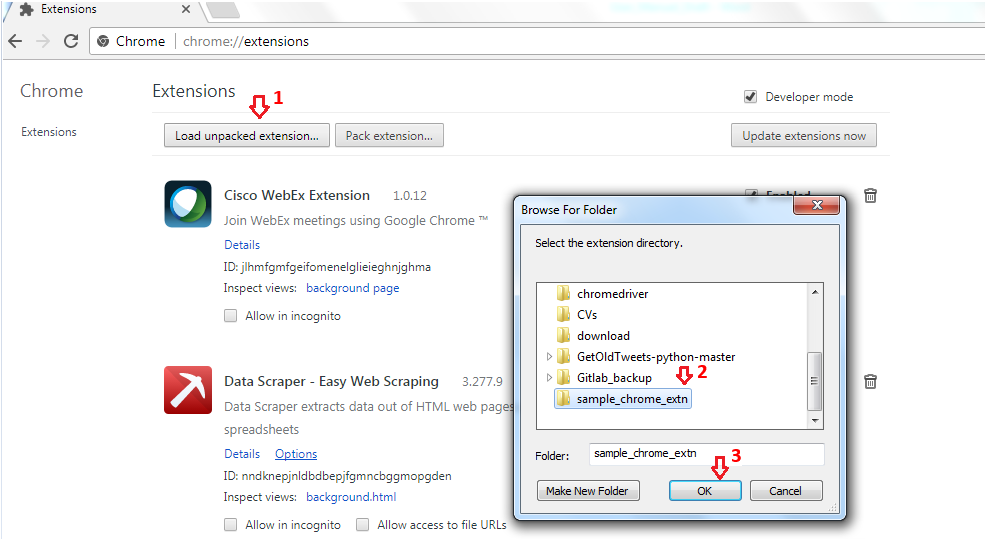 Extensions
Chrome chrome://extensions
Chrome
Extensions
Extensions
1
Developer mode
Load unpacked extension...
Pack extension...
Update extensions now
Cisco WebEx Extension 1.0.12
Enabled
Join WebEx meetings using Google Chrome ™
Details
ID: jlhmfgmfgeifomenelglieieghnjghma
Inspect views: background page
Allow in incognito
Data Scraper - Easy Web Scraping 3.277.9
Data Scraper extracts data out of HTML web pages
spreadsheets
Details Options
ID: nndknepjnldbdbepjfgmncbggmopgden
Inspect views: background.html
Allow in incognito Allow access to file URLs
Browse For Folder
Select the extension directory.
chromedriver
CVs
download
GetOldTweets-python-master
Gitlab_backup
2
sample_chrome_extn
Folder: sample_chrome_extn
3
Make New Folder
OK
Cancel